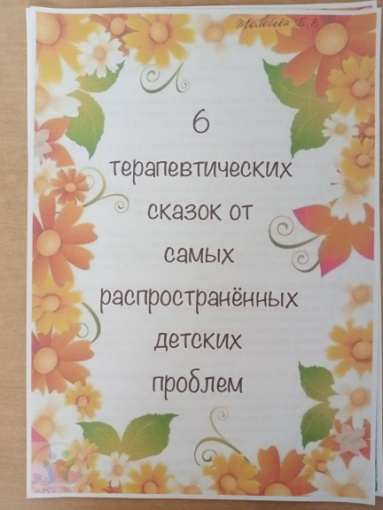 6
терапевтических
сказок от
самых
распространённых
детских
проблем